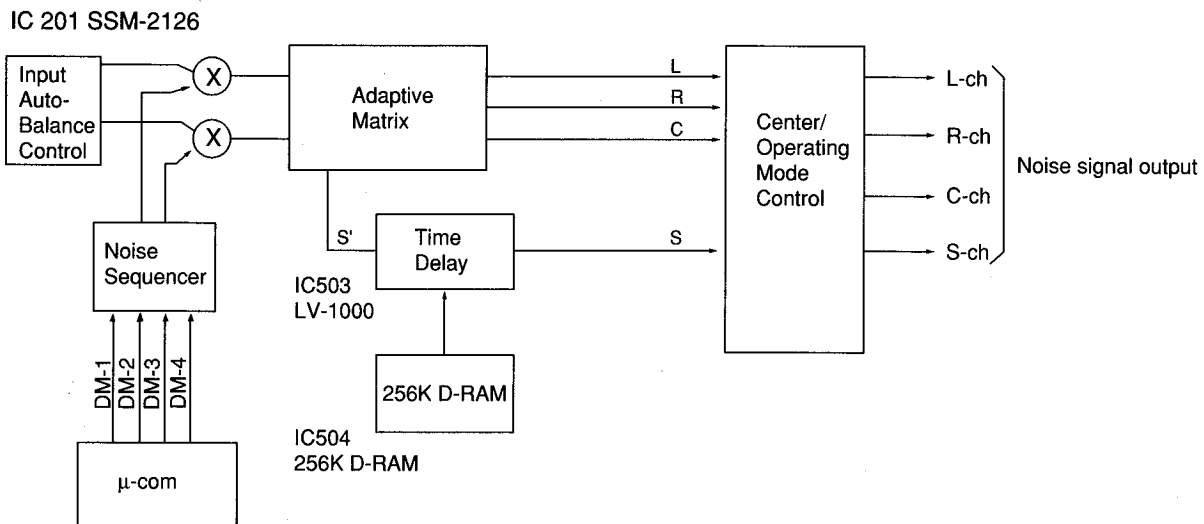 IC 201 SSM-2126
Input
Auto-
Balance
Control
X
X
Adaptive
Matrix
L
R
C
Center/
Operating
Mode
Control
L-ch
R-ch
C-ch
S-ch
Noise signal output
Noise
Sequencer
S'
Time
Delay
S
IC503
LV-1000
DM-1
DM-2
DM-3
DM-4
256K D-RAM
IC504
256K D-RAM
μ-com